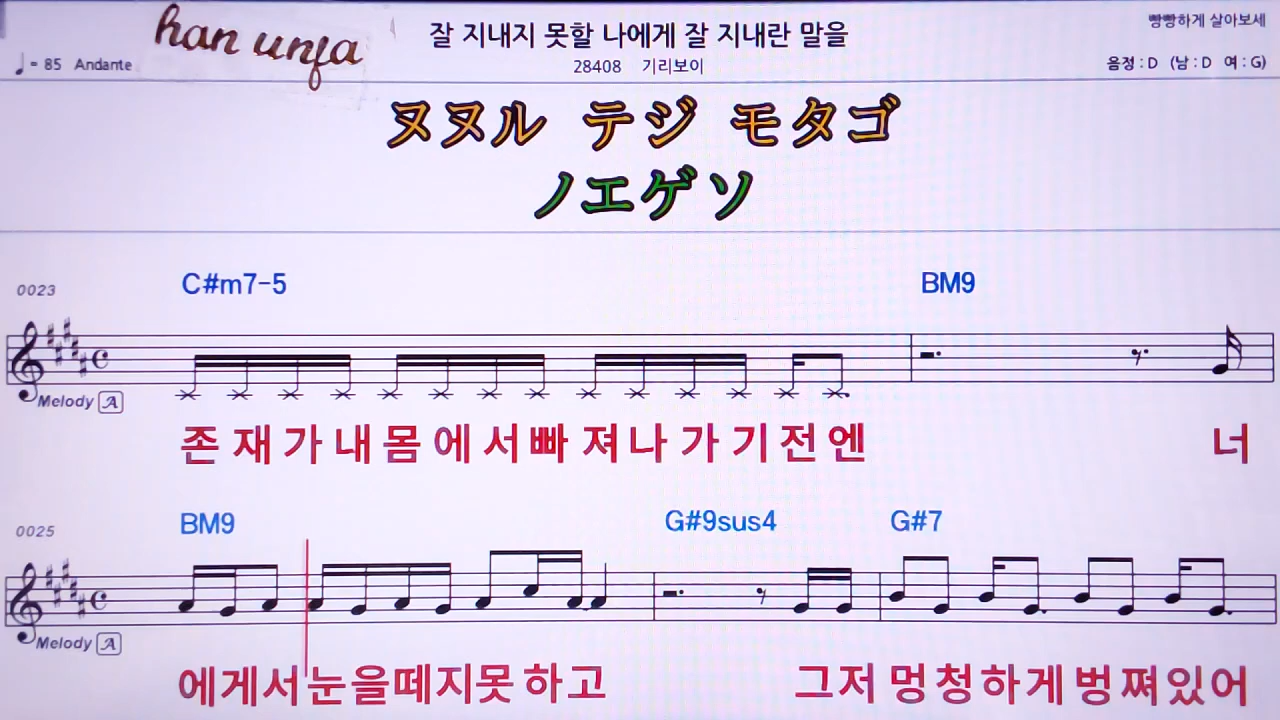 han unfa
잘 지내지 못할 나에게 잘 지내란 말을
빵빵하게 살아보세
♩= 85 Andante
28408 기리보이
음정 : D (남 : D 여 : G)
ヌヌル テジ モタゴ
ノエゲソ
0023
C#m7-5 BM9
Melody A
존 재 가 내 몸 에 서 빠 져 나 가 기 전 엔 너
0025
BM9 G#9sus4 G#7
Melody A
에게서눈을떼지못하고 그저멍청하게벙쪄있어